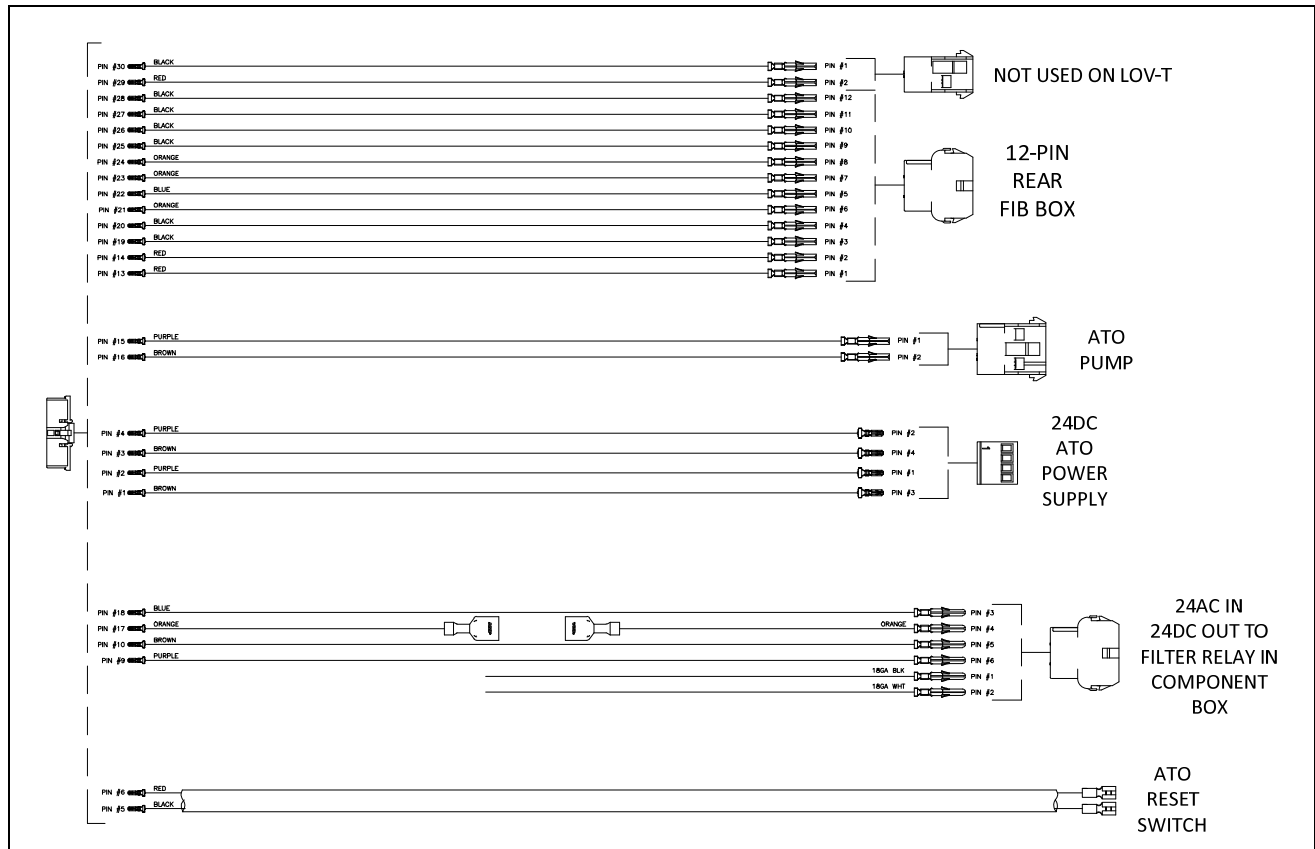 PIN #30 BLACK PIN #1
PIN #29 RED PIN #2
NOT USED ON LOV-T
PIN #28 BLACK PIN #12
PIN #27 BLACK PIN #11
PIN #26 BLACK PIN #10
PIN #25 BLACK PIN #9
PIN #24 ORANGE PIN #8
PIN #23 ORANGE PIN #7
PIN #22 BLUE PIN #5
PIN #21 ORANGE PIN #6
PIN #20 BLACK PIN #4
PIN #19 BLACK PIN #3
PIN #14 RED PIN #2
PIN #13 RED PIN #1
12-PIN
REAR
FIB BOX
PIN #15 PURPLE PIN #1
PIN #16 BROWN PIN #2
ATO
PUMP
PIN #4 PURPLE PIN #2
PIN #3 BROWN PIN #4
PIN #2 PURPLE PIN #1
PIN #1 BROWN PIN #3
24DC
ATO
POWER
SUPPLY
PIN #18 BLUE PIN #3
PIN #17 ORANGE ORANGE PIN #4
PIN #10 BROWN PIN #5
PIN #9 PURPLE PIN #6
18GA BLK PIN #1
18GA WHT PIN #2
24AC IN
24DC OUT TO
FILTER RELAY IN
COMPONENT
BOX
PIN #6 RED
PIN #5 BLACK
ATO
RESET
SWITCH